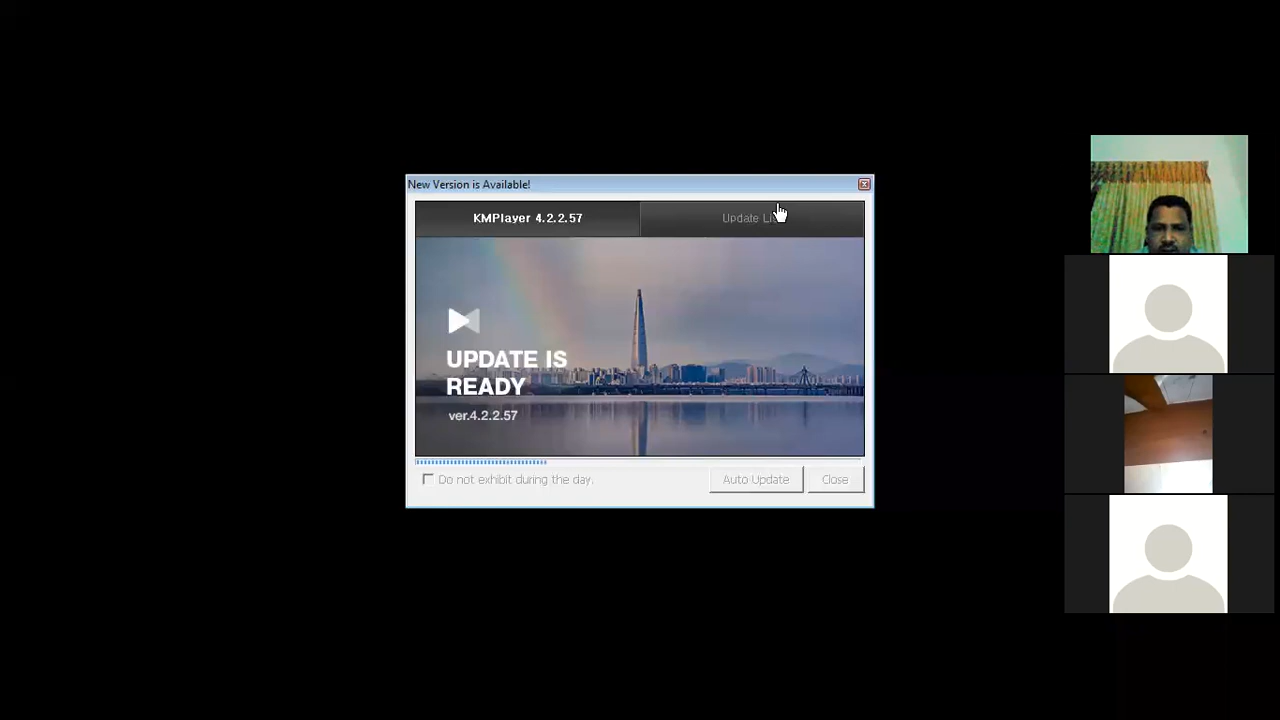 New Version is Available!
KMPlayer 4.2.2.57
Update
UPDATE IS
READY
ver.4.2.2.57
Do not exhibit during the day.
Auto Update
Close